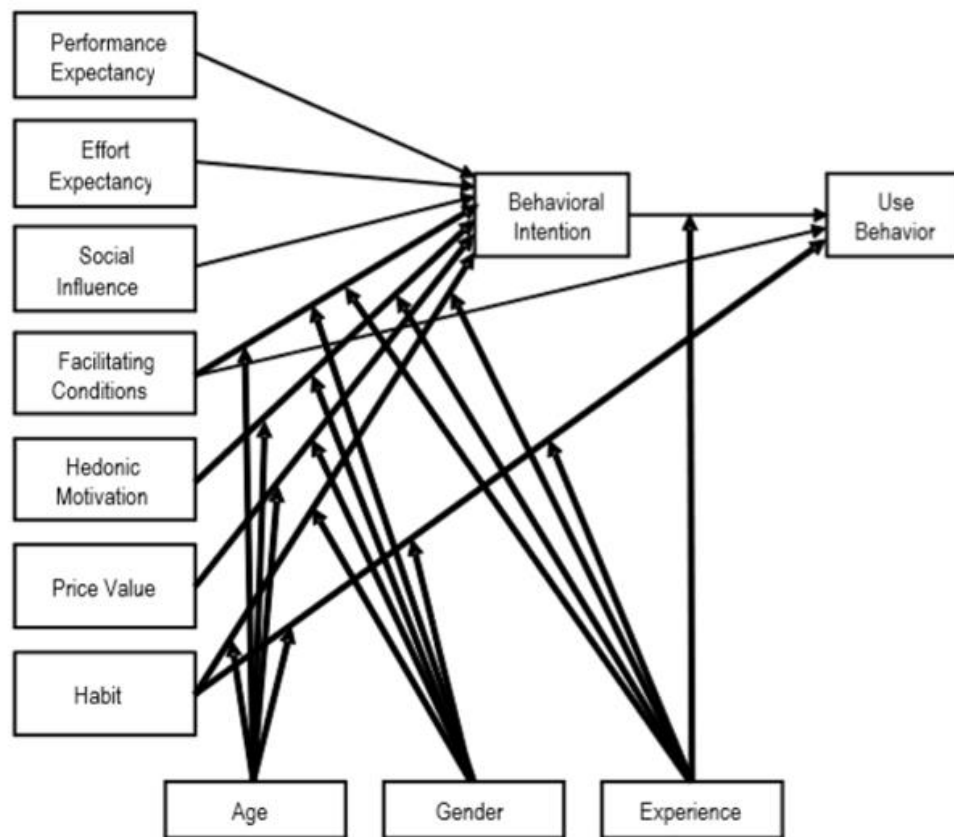 Performance
Expectancy
Effort
Expectancy
Social
Influence
Facilitating
Conditions
Hedonic
Motivation
Price Value
Habit
Behavioral
Intention
Use
Behavior
Age
Gender
Experience